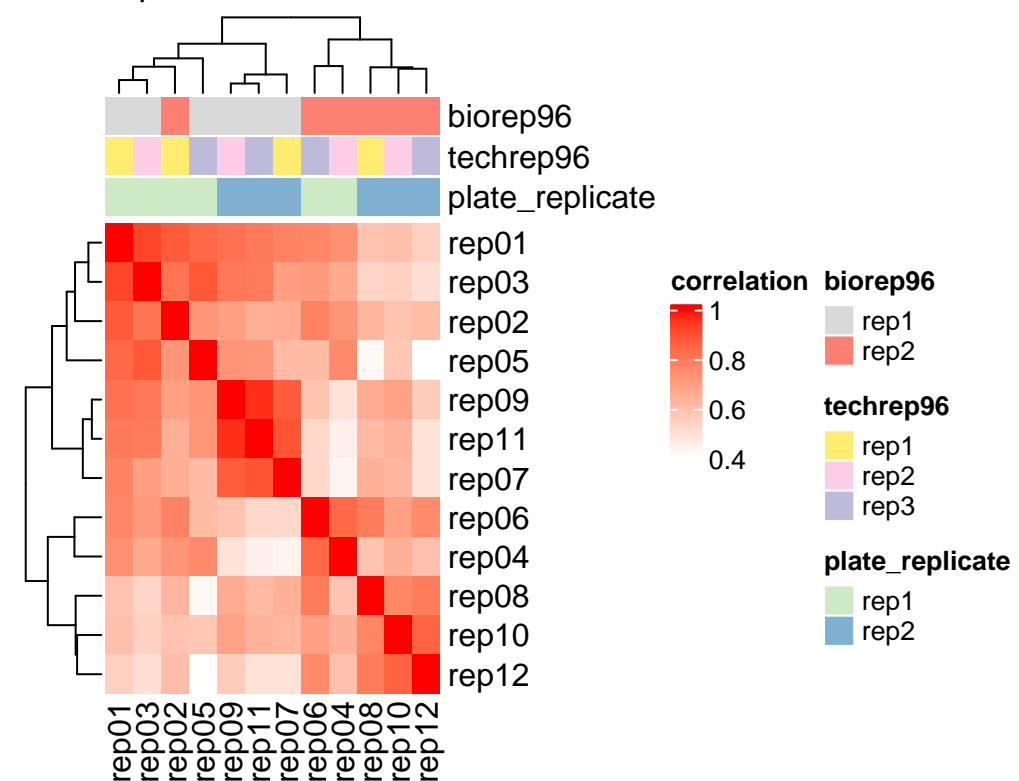 biorep96
techrep96
plate_replicate
rep01
rep03
rep02
rep05
rep09
rep11
rep07
rep06
rep04
rep08
rep10
rep12
rep01
rep03
rep02
rep05
rep09
rep11
rep07
rep06
rep04
rep08
rep10
rep12
correlation
1
0.8
0.6
0.4
biorep96
rep1
rep2
techrep96
rep1
rep2
rep3
plate_replicate
rep1
rep2